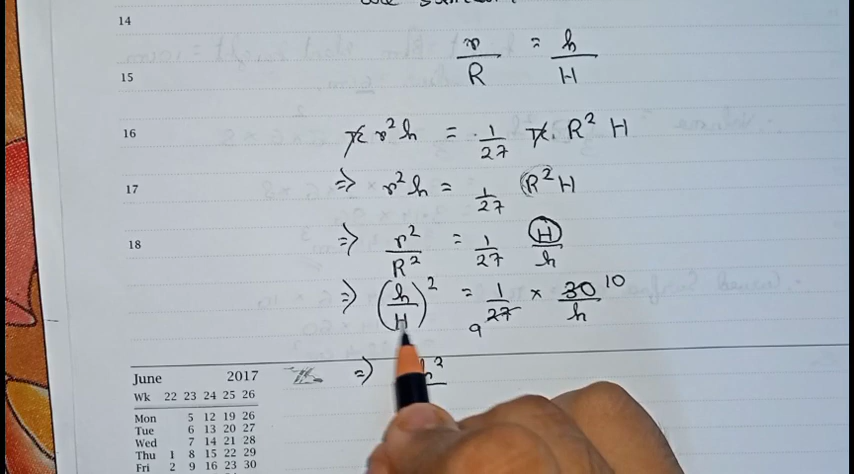 14
r/R = h/H
15
16 π r²h = 1/27 π. R² H
⇒ r²h = 1/27 (R²H
17
18 ⇒ r²/R² = 1/27 H/h
⇒ (h/H)² = 1/27 9 × 30/h 10
⇒ h²
June 2017
Wk 22 23 24 25 26
Mon 5 12 19 26
Tue 6 13 20 27
Wed 7 14 21 28
Thu 1 8 15 22 29
Fri 2 9 16 23 30